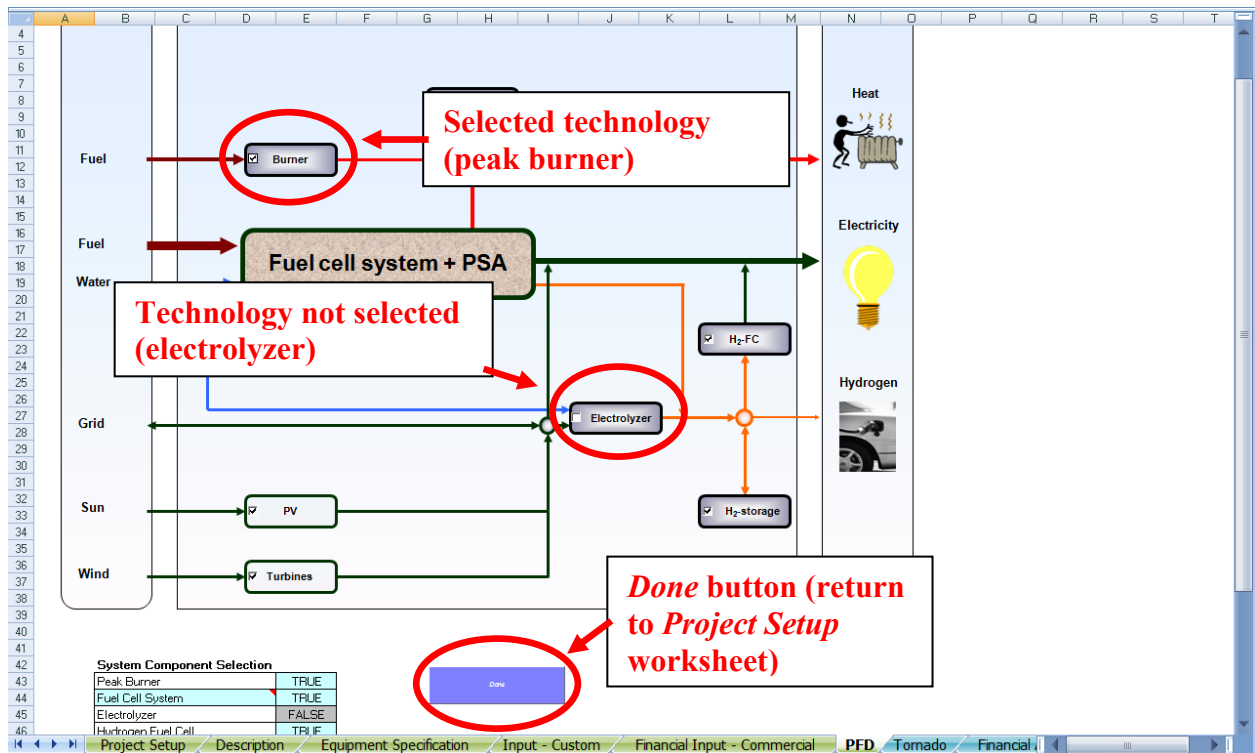 A B C D E F G H I J K L M N O P Q R S T
4
5
6
7
8
9
10
11
12
13
14
15
16
17
18
19
20
21
22
23
24
25
26
27
28
29
30
31
32
33
34
35
36
37
38
39
40
41
42
43
44
45
46
Heat
Selected technology
(peak burner)
Fuel
Burner
Fuel
Electricity
Fuel cell system + PSA
Water
Technology not selected
(electrolyzer)
H2-FC
Hydrogen
Grid
Electrolyzer
Sun
PV
H2-storage
Wind
Turbines
Done button (return
to Project Setup
worksheet)
Done
System Component Selection
Peak Burner TRUE
Fuel Cell System TRUE
Electrolyzer FALSE
Hydrogen Fuel Cell TRUE
Project Setup Description Equipment Specification Input - Custom Financial Input - Commercial PFD Tornado Financial